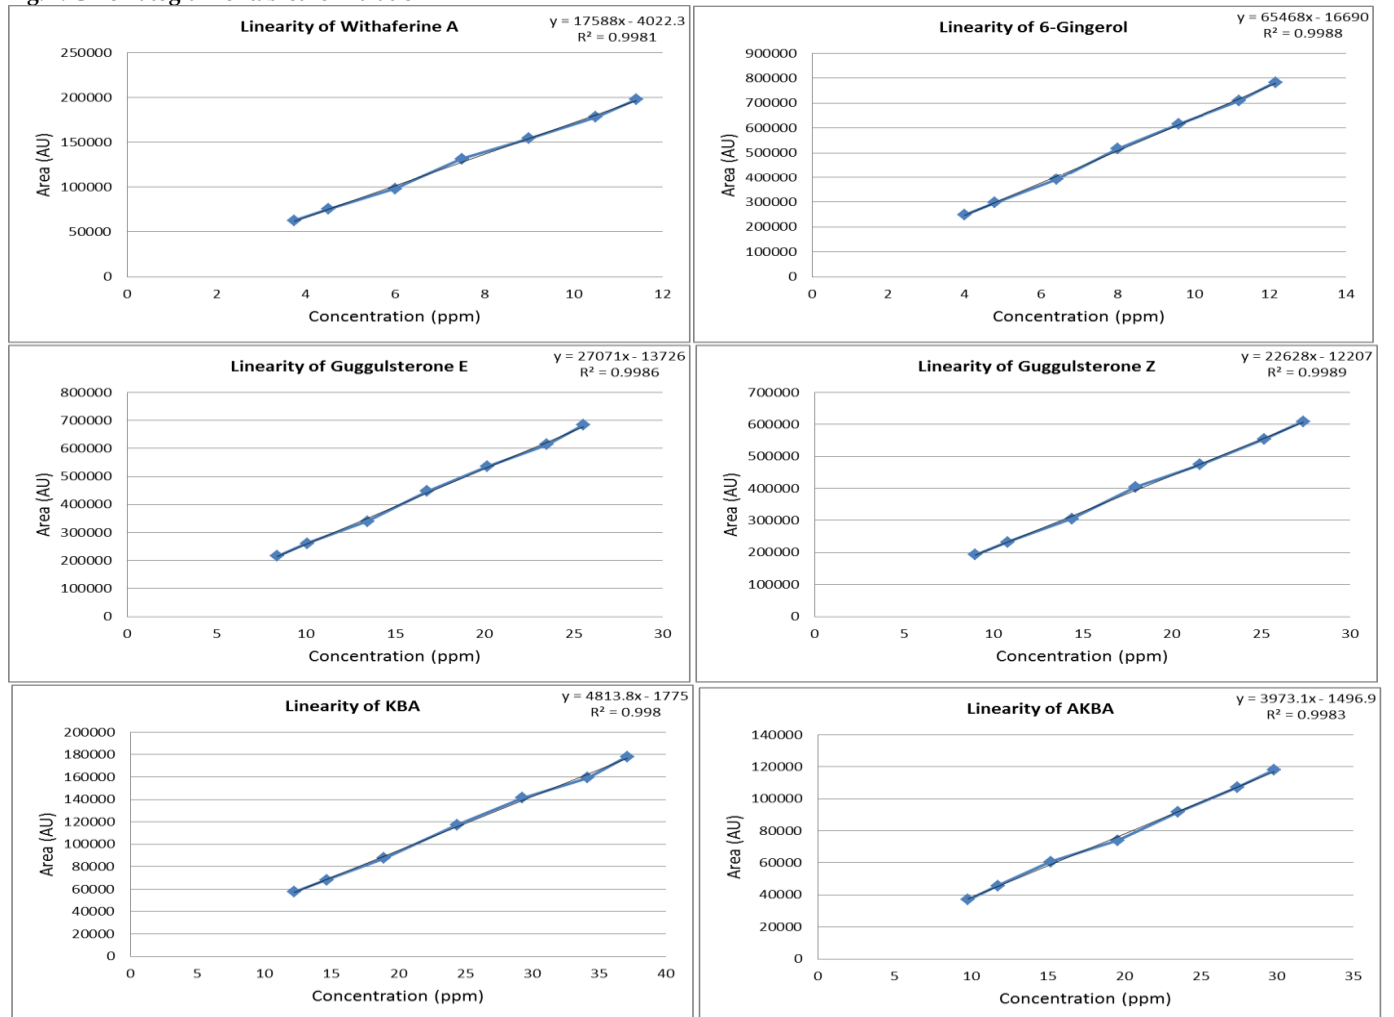 Linearity of Withaferine A
y = 17588x - 4022.3
R² = 0.9981
250000
200000
150000
100000
50000
0
Area (AU)
0 2 4 6 8 10 12
Concentration (ppm)
Linearity of 6-Gingerol
y = 65468x - 16690
R² = 0.9988
900000
800000
700000
600000
500000
400000
300000
200000
100000
0
Area (AU)
0 2 4 6 8 10 12 14
Concentration (ppm)
Linearity of Guggulsterone E
y = 27071x - 13726
R² = 0.9986
800000
700000
600000
500000
400000
300000
200000
100000
0
Area (AU)
0 5 10 15 20 25 30
Concentration (ppm)
Linearity of Guggulsterone Z
y = 22628x - 12207
R² = 0.9989
700000
600000
500000
400000
300000
200000
100000
0
Area (AU)
0 5 10 15 20 25 30
Concentration (ppm)
Linearity of KBA
y = 4813.8x - 1775
R² = 0.998
200000
180000
160000
140000
120000
100000
80000
60000
40000
20000
0
Area (AU)
0 5 10 15 20 25 30 35 40
Concentration (ppm)
Linearity of AKBA
y = 3973.1x - 1496.9
R² = 0.9983
140000
120000
100000
80000
60000
40000
20000
0
Area (AU)
0 5 10 15 20 25 30 35
Concentration (ppm)